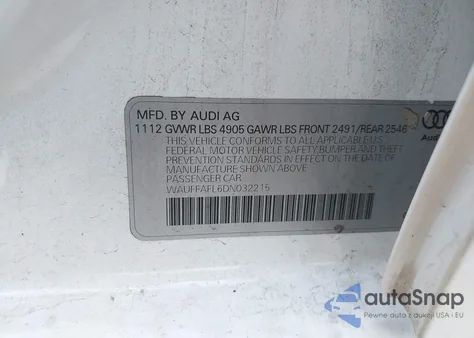 MFD. BY AUDI AG
1112 GVWR LBS 4905 GAWR LBS FRONT 2491/REAR 2546
THIS VEHICLE CONFORMS TO ALL APPLICABLE U.S.
FEDERAL MOTOR VEHICLE SAFETY, BUMPER, AND THEFT
PREVENTION STANDARDS IN EFFECT ON THE DATE OF
MANUFACTURE SHOWN ABOVE
PASSENGER CAR
WAUFFAFL6DN032215
autoSnap
Pewne auto z aukcji USA i EU